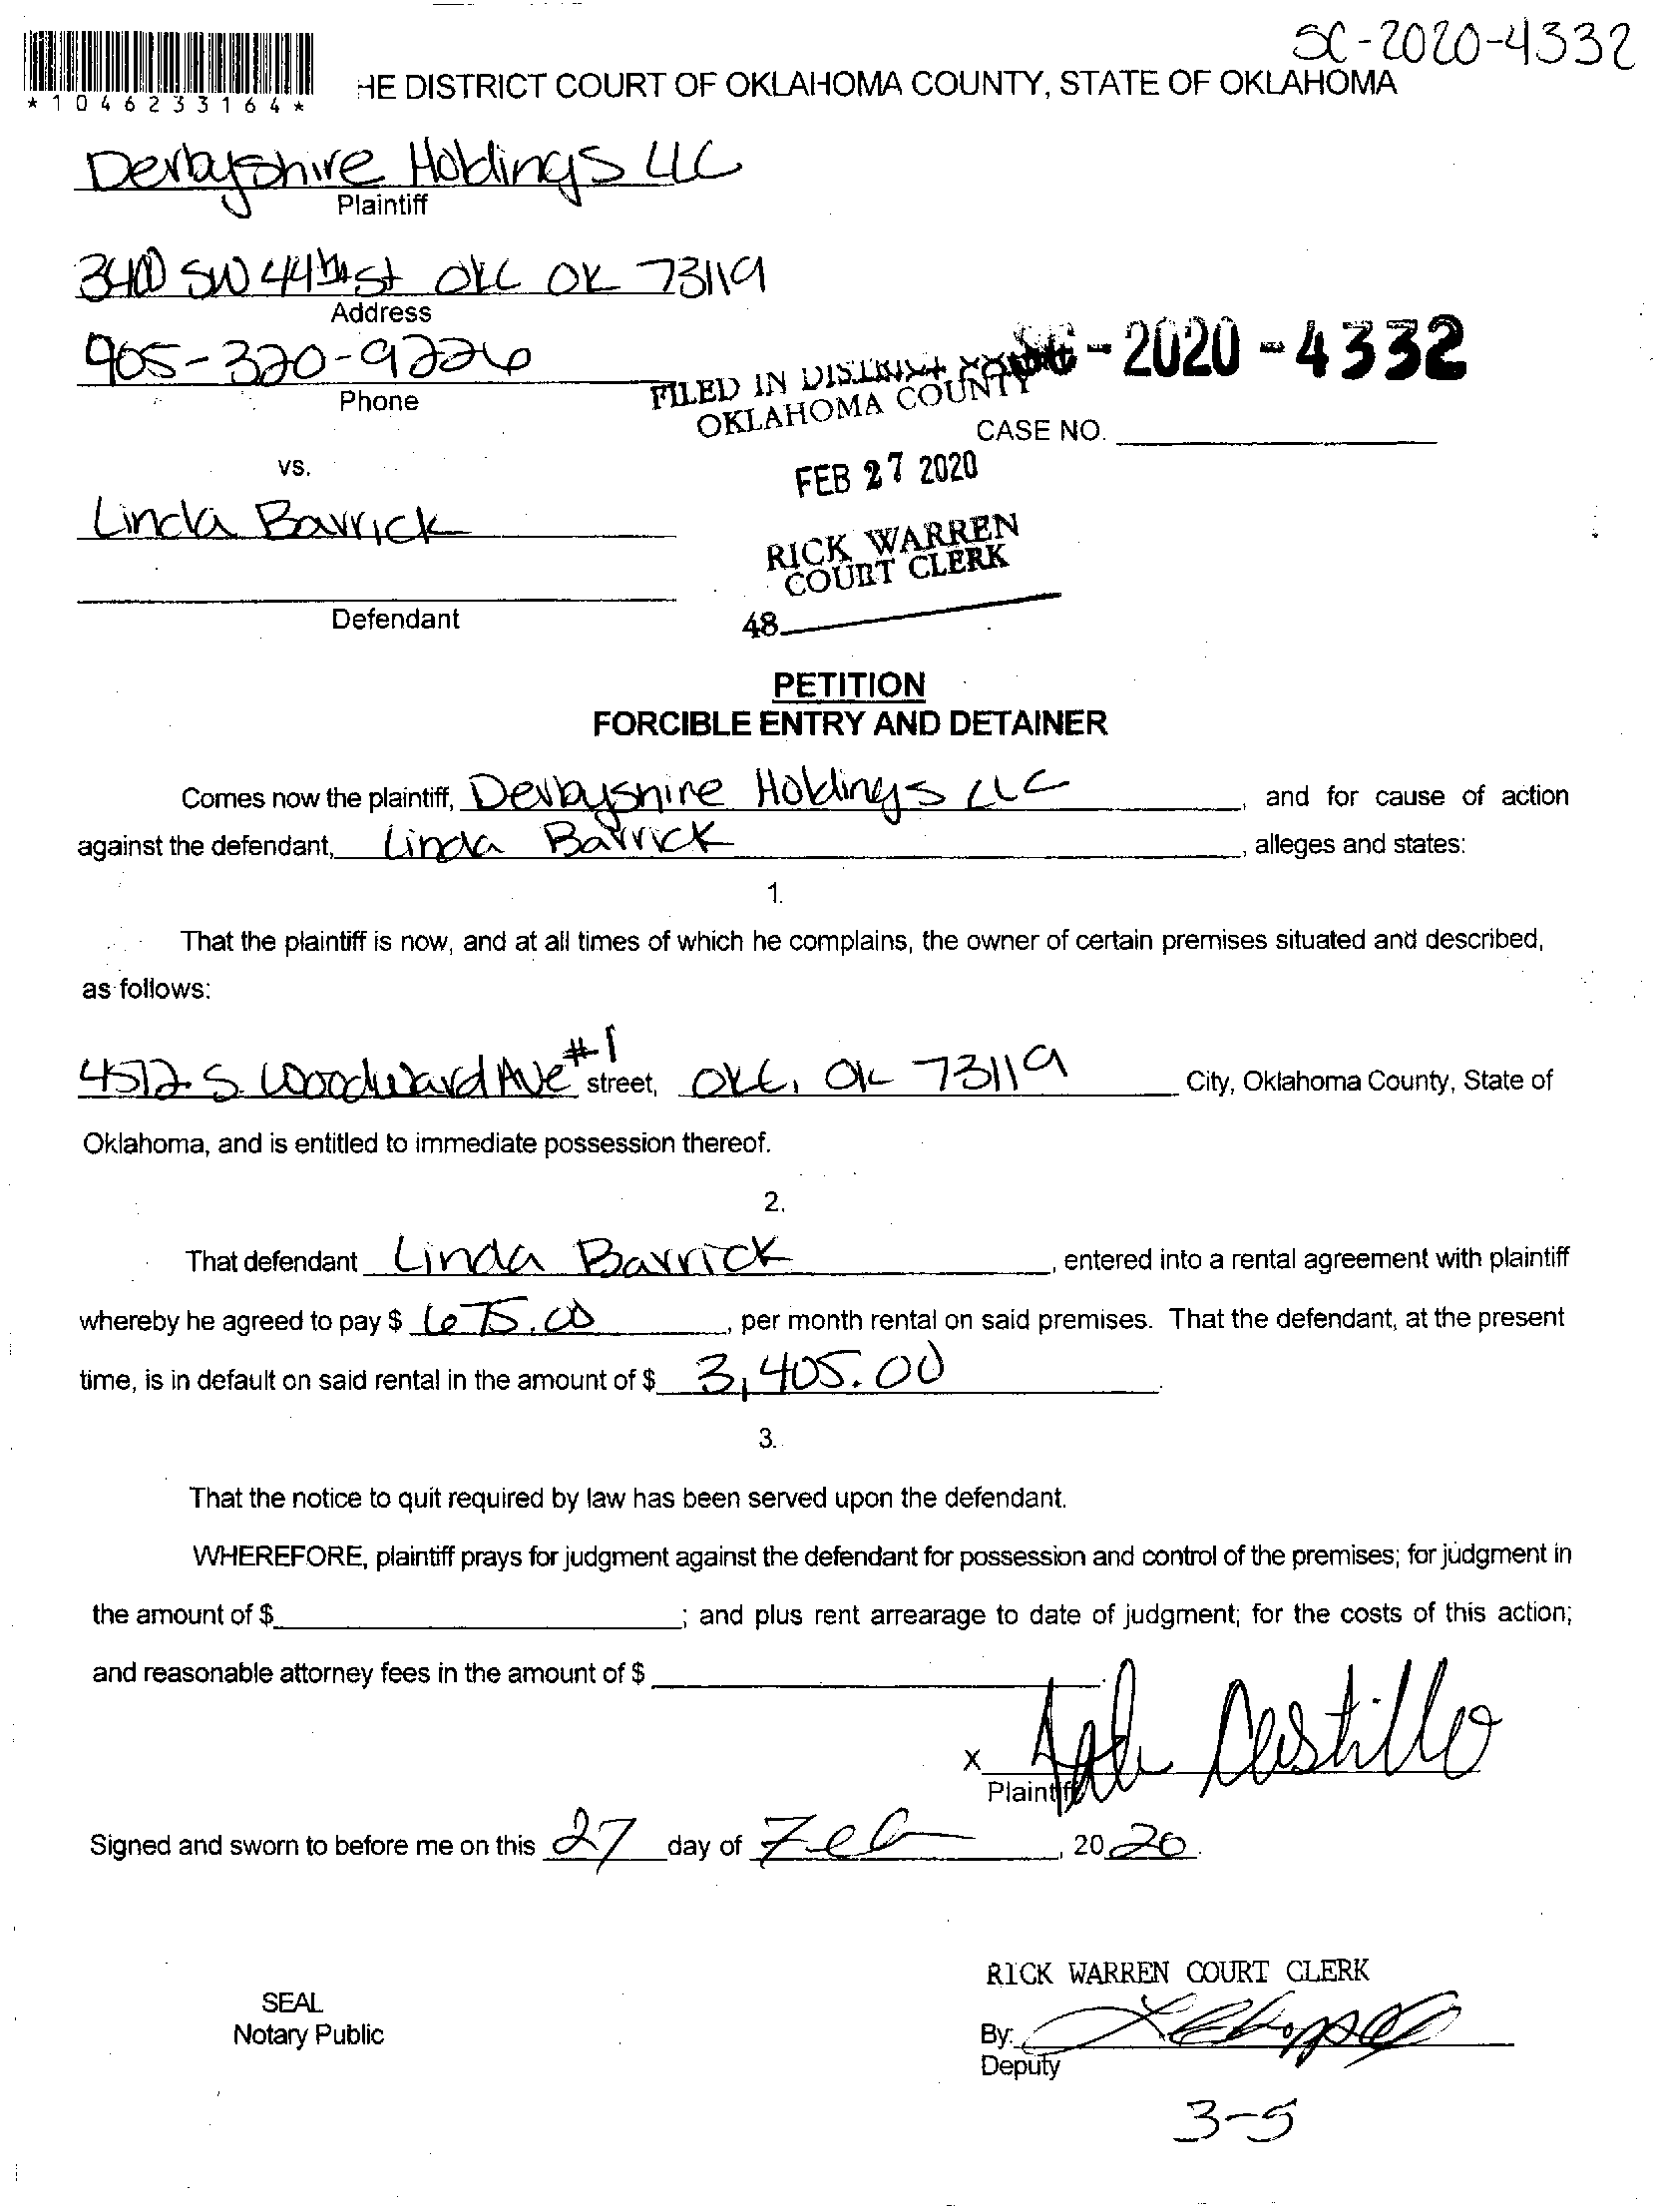 SC-2020-4332
*1046233164*
HE DISTRICT COURT OF OKLAHOMA COUNTY, STATE OF OKLAHOMA
Derbyshire Holdings LLC
Plaintiff
3400 SW 44th st OKC OK 73119
Address
905-320-9226
Phone
FILED IN DISTRICT COURT
OKLAHOMA COUNTY
-2020-4332
CASE NO.
vs.
FEB 27 2020
Linda Barrick
RICK WARREN
COURT CLERK
Defendant
48
PETITION
FORCIBLE ENTRY AND DETAINER
Comes now the plaintiff, Derbyshire Holdings LLC, and for cause of action
against the defendant, Linda Barrick, alleges and states:
1.
That the plaintiff is now, and at all times of which he complains, the owner of certain premises situated and described,
as follows:
4512 S. Woodward Ave #1 street, OKC, OK 73119 City, Oklahoma County, State of
Oklahoma, and is entitled to immediate possession thereof.
2.
That defendant Linda Barrick, entered into a rental agreement with plaintiff
whereby he agreed to pay $ 675.00, per month rental on said premises. That the defendant, at the present
time, is in default on said rental in the amount of $ 3,405.00.
3.
That the notice to quit required by law has been served upon the defendant.
WHEREFORE, plaintiff prays for judgment against the defendant for possession and control of the premises; for judgment in
the amount of $; and plus rent arrearage to date of judgment; for the costs of this action;
and reasonable attorney fees in the amount of $.
x Castillo
Plaintiff
Signed and sworn to before me on this 27 day of Feb, 2020.
RICK WARREN COURT CLERK
SEAL
Notary Public
By:
Deputy
3-5